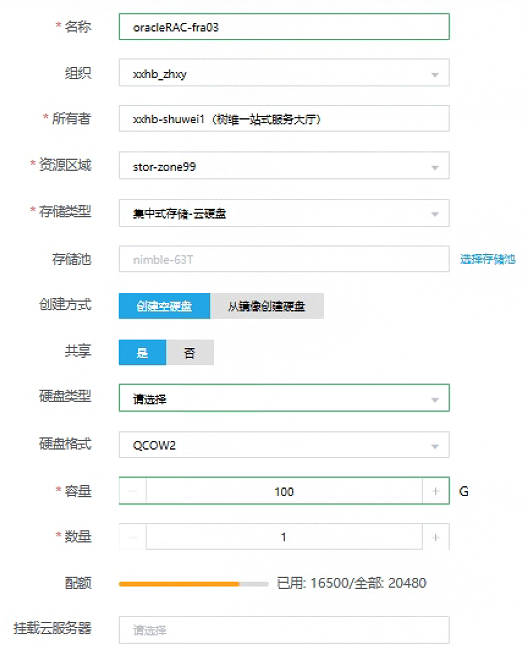 * 名称 oracleRAC-fra03
组织 xxhb_zhxy
* 所有者 xxhb-shuwei1（树维一站式服务大厅）
* 资源区域 stor-zone99
* 存储类型 集中式存储-云硬盘
存储池 nimble-63T 选择存储池
创建方式 创建空硬盘 从镜像创建硬盘
共享 是 否
硬盘类型 请选择
硬盘格式 QCOW2
* 容量 − 100 + G
* 数量 − 1 +
配额 已用: 16500/全部: 20480
挂载云服务器 请选择